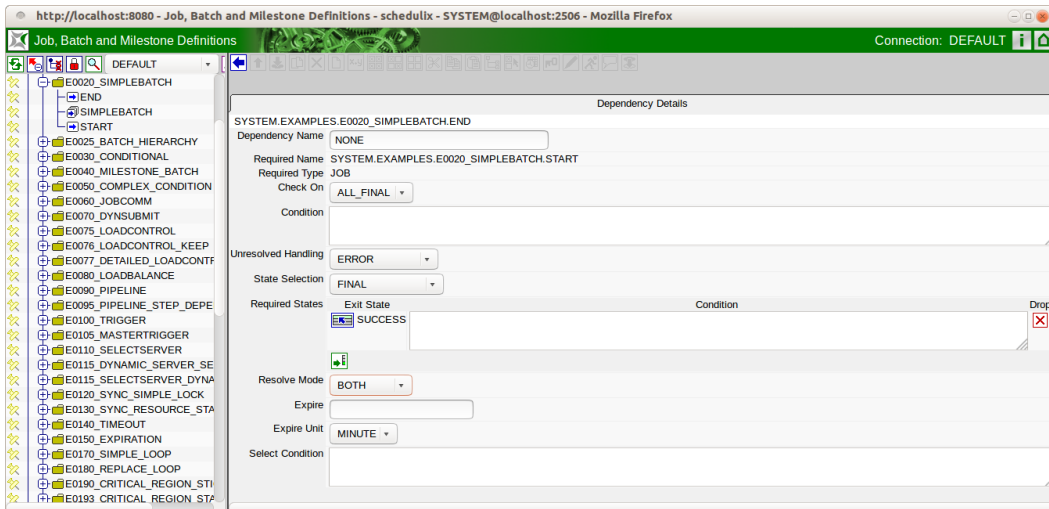 http://localhost:8080 - Job, Batch and Milestone Definitions - schedulix - SYSTEM@localhost:2506 - Mozilla Firefox
Job, Batch and Milestone Definitions
Connection: DEFAULT
DEFAULT
E0020_SIMPLEBATCH
END
SIMPLEBATCH
START
E0025_BATCH_HIERARCHY
E0030_CONDITIONAL
E0040_MILESTONE_BATCH
E0050_COMPLEX_CONDITION
E0060_JOBCOMM
E0070_DYNSUBMIT
E0075_LOADCONTROL
E0076_LOADCONTROL_KEEP
E0077_DETAILED_LOADCONTF
E0080_LOADBALANCE
E0090_PIPELINE
E0095_PIPELINE_STEP_DEPE
E0100_TRIGGER
E0105_MASTERTRIGGER
E0110_SELECTSERVER
E0115_DYNAMIC_SERVER_SE
E0115_SELECTSERVER_DYNA
E0120_SYNC_SIMPLE_LOCK
E0130_SYNC_RESOURCE_STA
E0140_TIMEOUT
E0150_EXPIRATION
E0170_SIMPLE_LOOP
E0180_REPLACE_LOOP
E0190_CRITICAL_REGION_STI
E0193_CRITICAL_REGION_STA
Dependency Details
SYSTEM.EXAMPLES.E0020_SIMPLEBATCH.END
Dependency Name NONE
Required Name SYSTEM.EXAMPLES.E0020_SIMPLEBATCH.START
Required Type JOB
Check On ALL_FINAL
Condition
Unresolved Handling ERROR
State Selection FINAL
Required States Exit State Condition Drop
SUCCESS
Resolve Mode BOTH
Expire
Expire Unit MINUTE
Select Condition